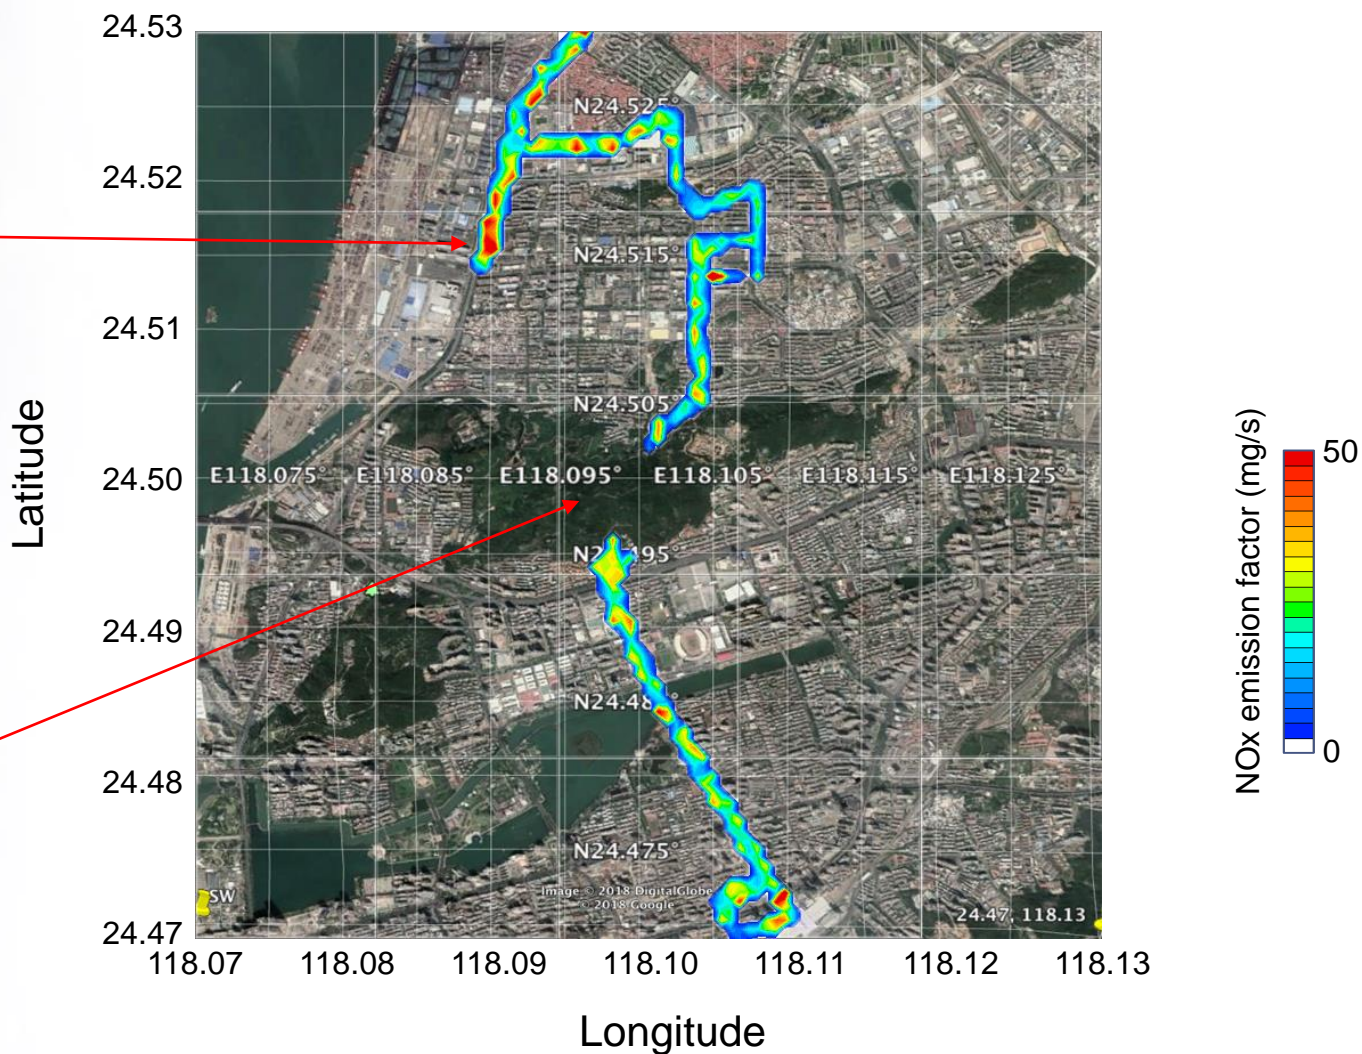 24.53
24.52
24.51
24.50
24.49
24.48
24.47
Latitude
N24.525°
N24.515°
N24.505°
E118.075° E118.085° E118.095° E118.105° E118.115° E118.125°
N24.48
N24.475°
SW
Image © 2018 DigitalGlobe
© 2018 Google
24.47, 118.13
118.07 118.08 118.09 118.10 118.11 118.12 118.13
Longitude
NOx emission factor (mg/s)
50
0